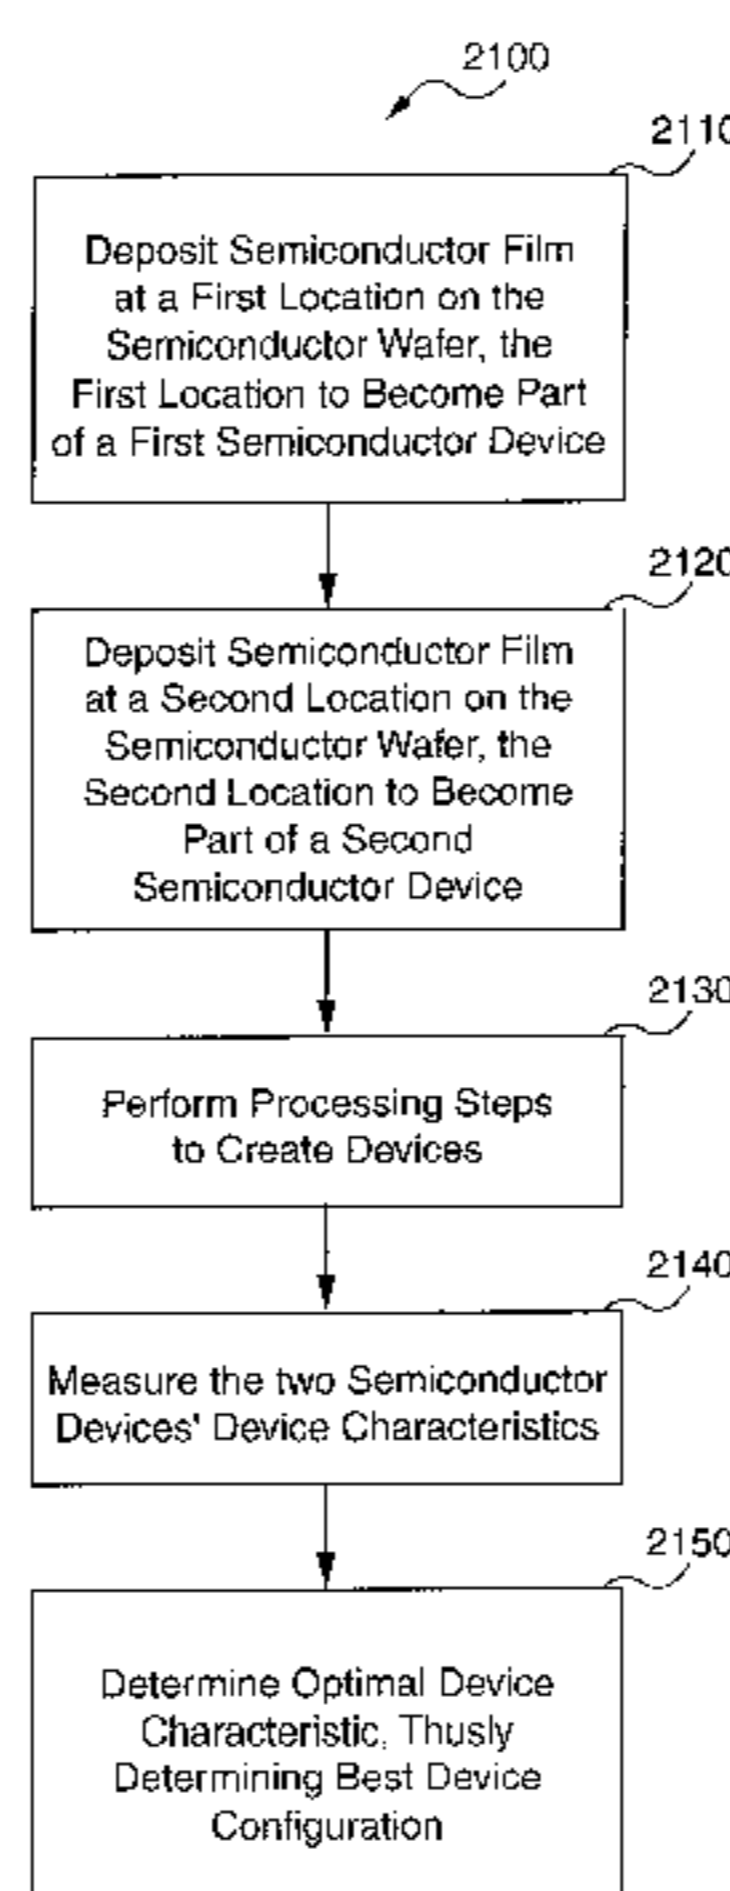 2100
2110
Deposit Semiconductor Film
at a First Location on the
Semiconductor Wafer, the
First Location to Become Part
of a First Semiconductor Device
2120
Deposit Semiconductor Film
at a Second Location on the
Semiconductor Wafer, the
Second Location to Become
Part of a Second
Semiconductor Device
2130
Perform Processing Steps
to Create Devices
2140
Measure the two Semiconductor
Devices' Device Characteristics
2150
Determine Optimal Device
Characteristic, Thusly
Determining Best Device
Configuration